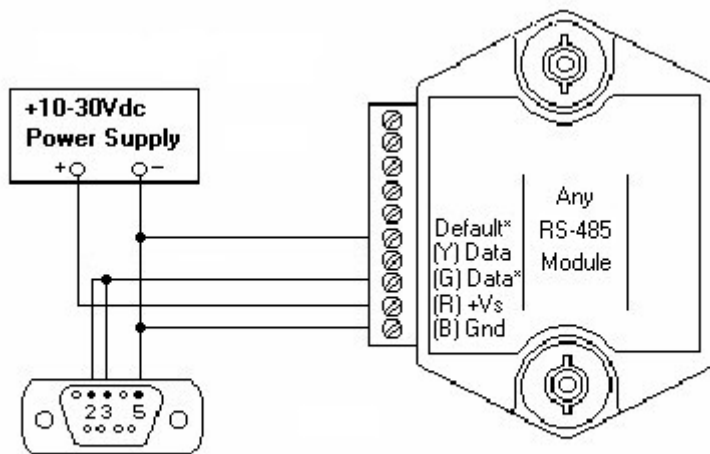 +10-30Vdc
Power Supply
+ -
Default*
(Y) Data
(G) Data*
(R) +Vs
(B) Gnd
Any
RS-485
Module
2 3 5